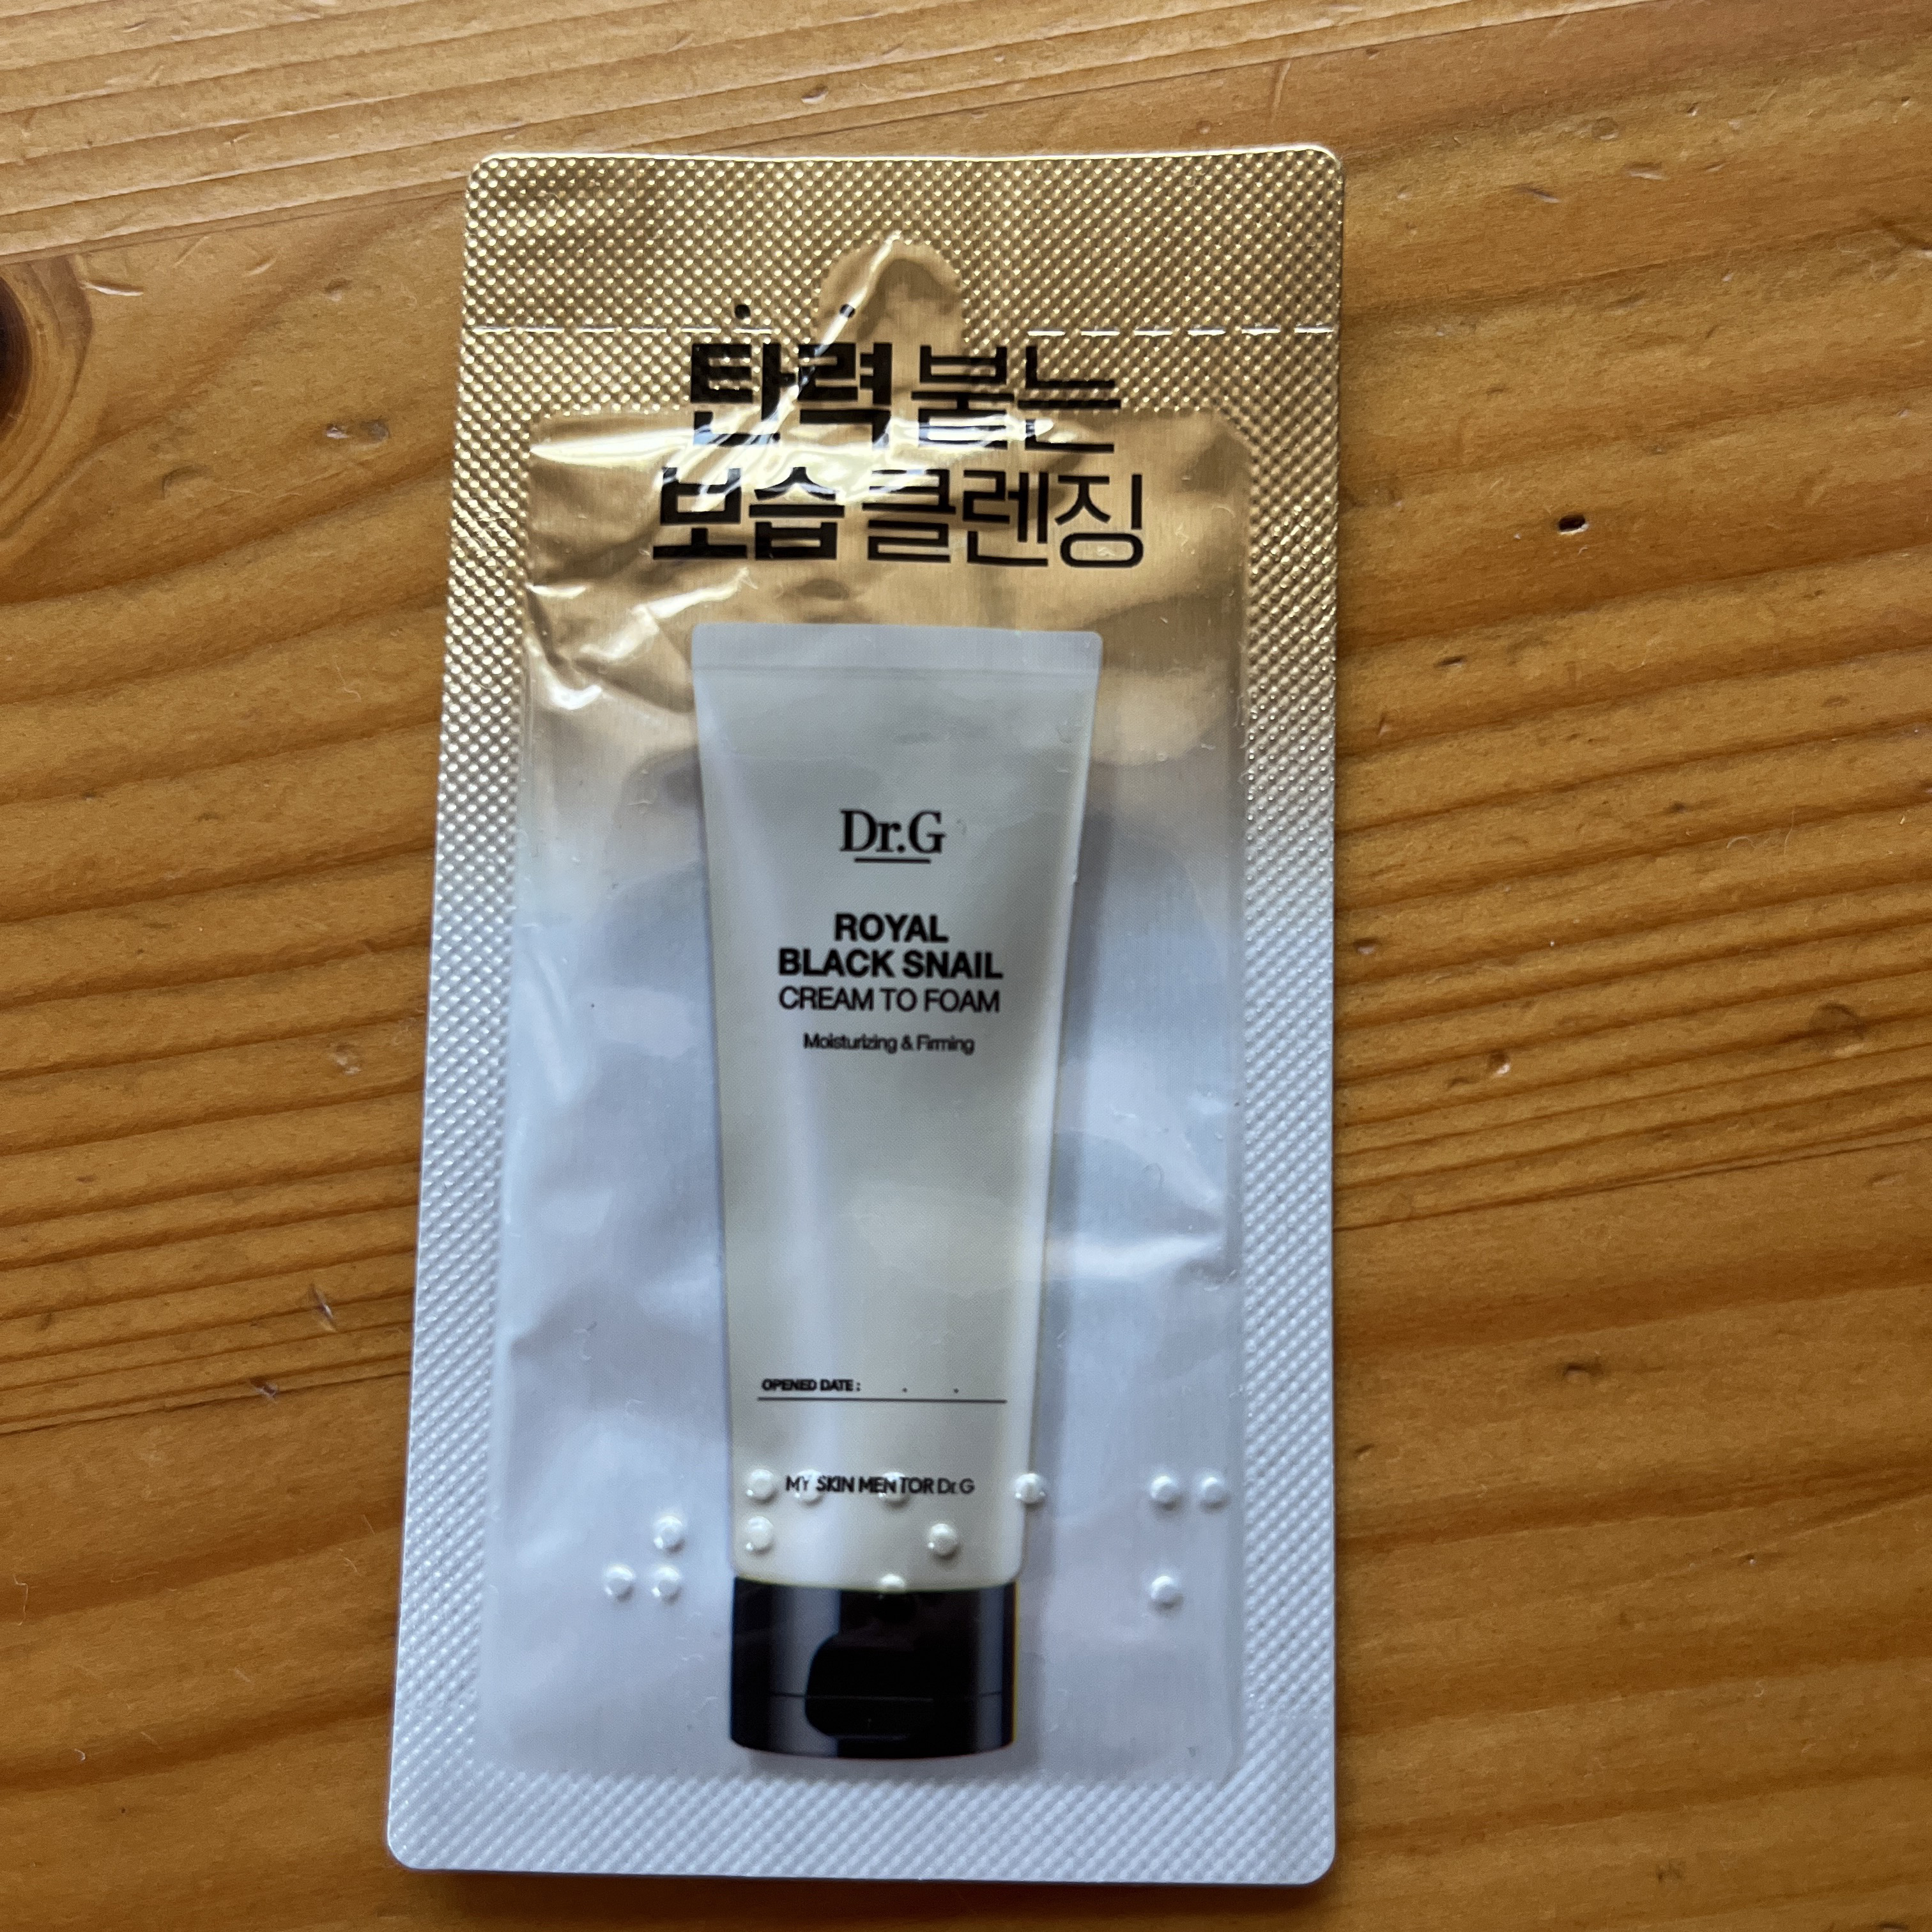 탄력 붙는
보습 클렌징
Dr.G
ROYAL
BLACK SNAIL
CREAM TO FOAM
Moisturizing & Firming
OPENED DATE : . .
MY SKIN MENTOR Dr.G